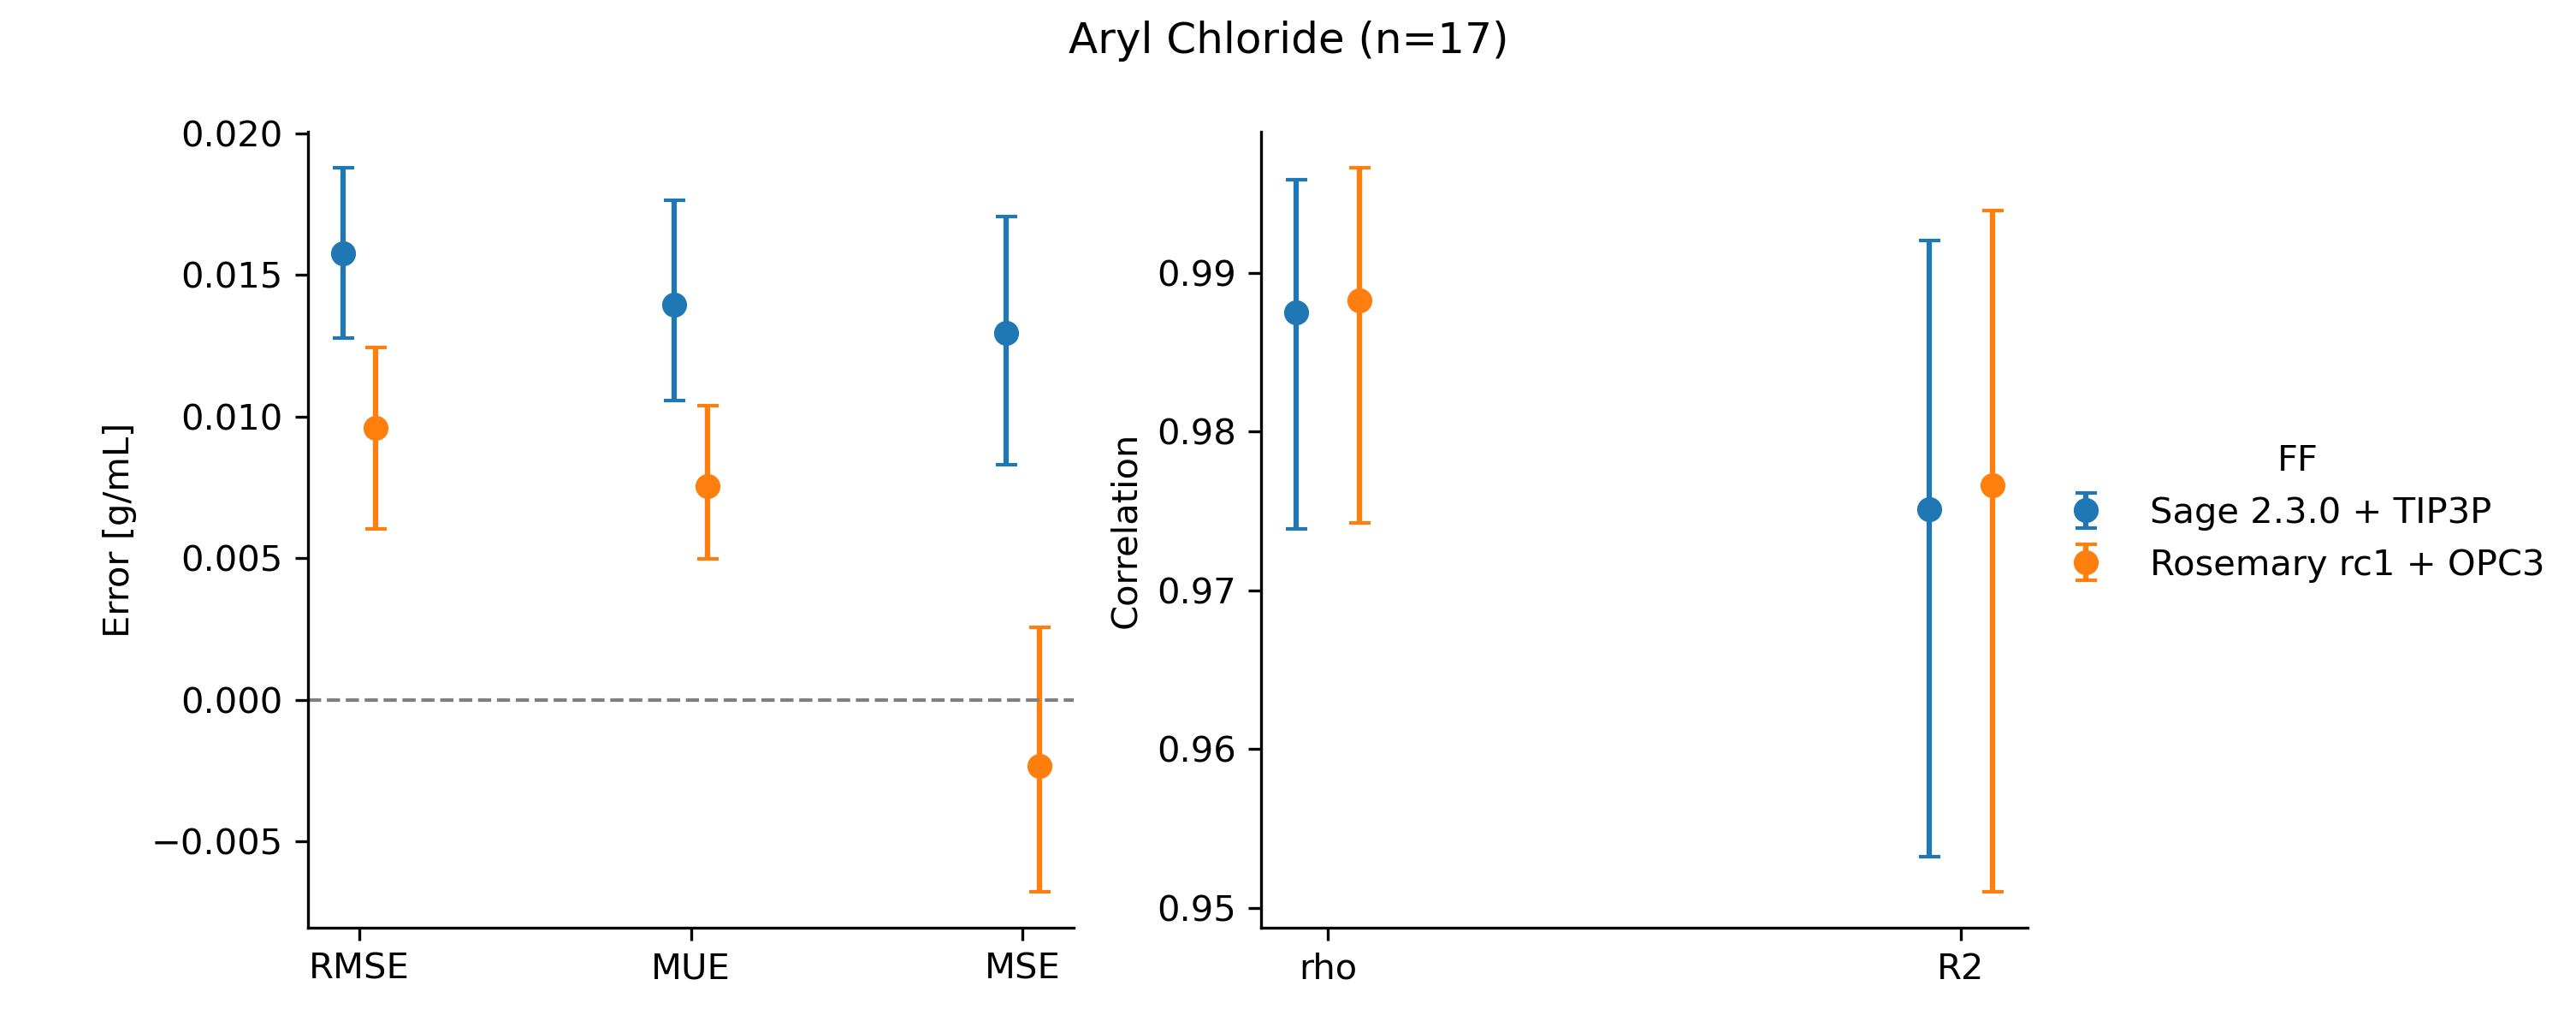 Aryl Chloride (n=17)
Error [g/mL]
0.020
0.015
0.010
0.005
0.000
−0.005
RMSE
MUE
MSE
Correlation
0.99
0.98
0.97
0.96
0.95
rho
R2
FF
Sage 2.3.0 + TIP3P
Rosemary rc1 + OPC3